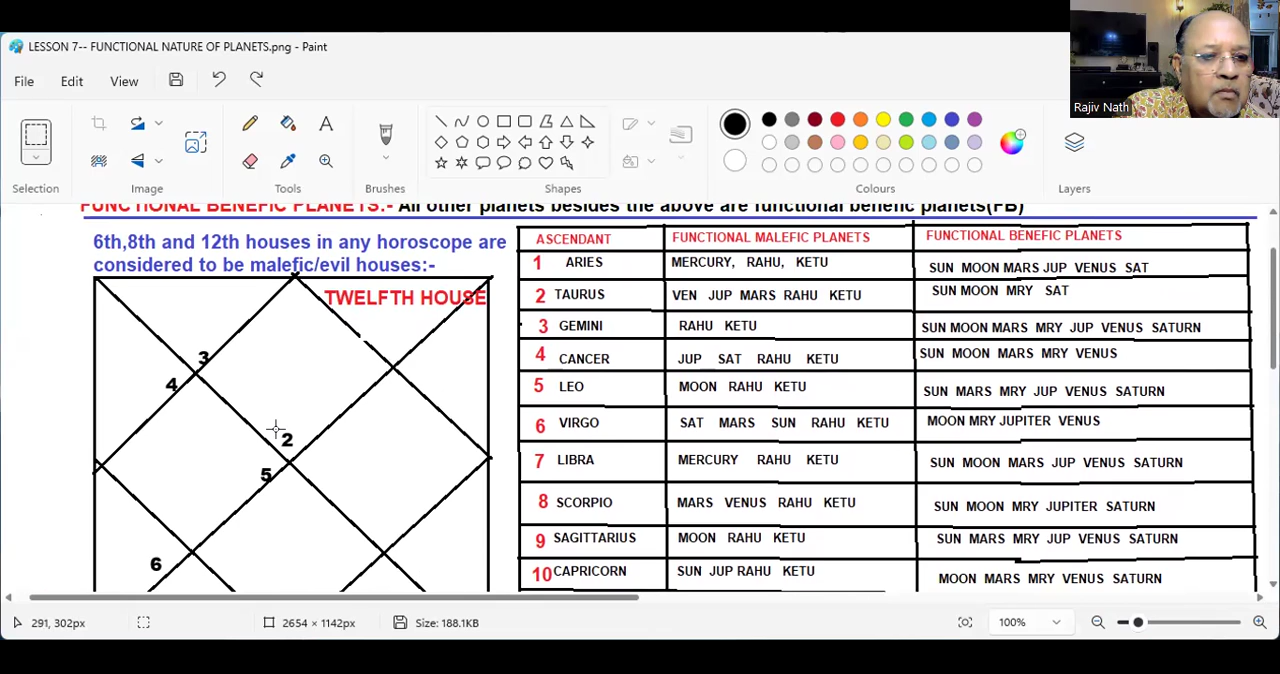 LESSON 7-- FUNCTIONAL NATURE OF PLANETS.png - Paint
File Edit View
Rajiv Nath
Selection Image Tools Brushes Shapes Colours Layers
FUNCTIONAL BENEFIC PLANETS:- All other planets besides the above are functional benefic planets(FB)
6th,8th and 12th houses in any horoscope are
considered to be malefic/evil houses:-
TWELFTH HOUSE
3
4
2
5
6
ASCENDANT FUNCTIONAL MALEFIC PLANETS FUNCTIONAL BENEFIC PLANETS
1 ARIES MERCURY, RAHU, KETU SUN MOON MARS JUP VENUS SAT
2 TAURUS VEN JUP MARS RAHU KETU SUN MOON MRY SAT
3 GEMINI RAHU KETU SUN MOON MARS MRY JUP VENUS SATURN
4 CANCER JUP SAT RAHU KETU SUN MOON MARS MRY VENUS
5 LEO MOON RAHU KETU SUN MARS MRY JUP VENUS SATURN
6 VIRGO SAT MARS SUN RAHU KETU MOON MRY JUPITER VENUS
7 LIBRA MERCURY RAHU KETU SUN MOON MARS JUP VENUS SATURN
8 SCORPIO MARS VENUS RAHU KETU SUN MOON MRY JUPITER SATURN
9 SAGITTARIUS MOON RAHU KETU SUN MARS MRY JUP VENUS SATURN
10 CAPRICORN SUN JUP RAHU KETU MOON MARS MRY VENUS SATURN
291, 302px 2654 × 1142px Size: 188.1KB 100%